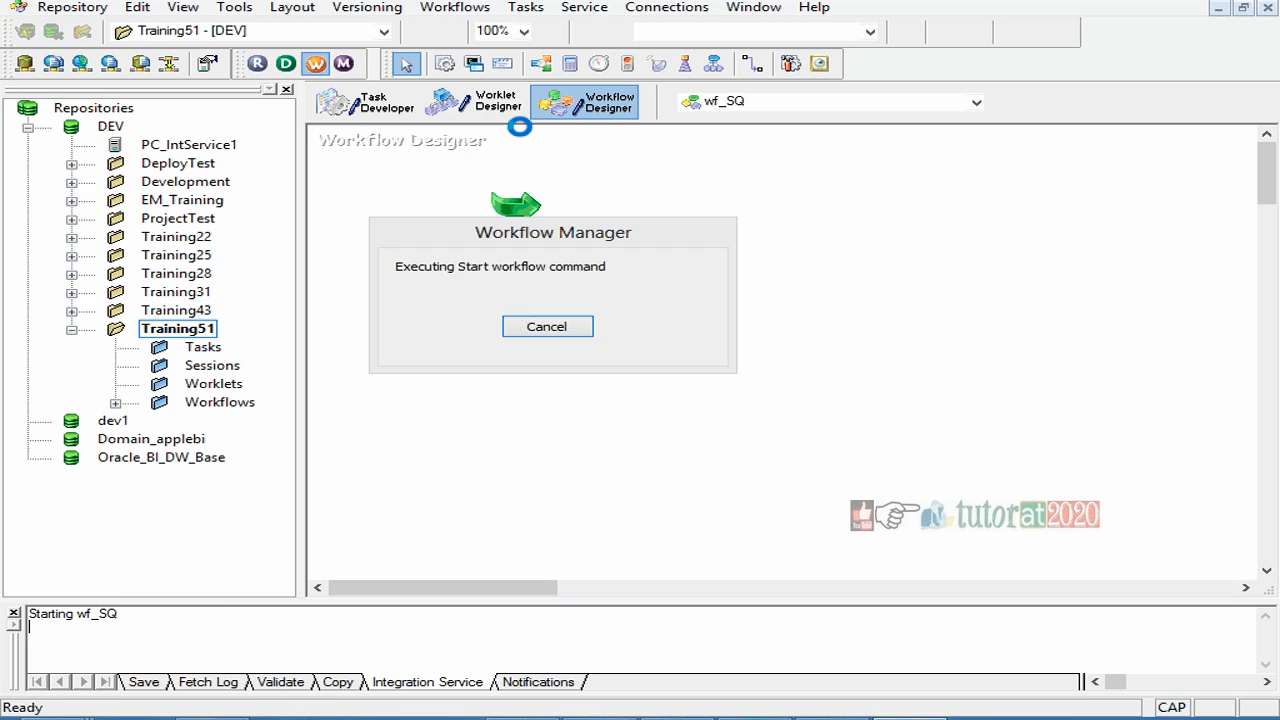 Repository Edit View Tools Layout Versioning Workflows Tasks Service Connections Window Help
Training51 - [DEV] 100%
R D W M
Task Developer
Worklet Designer
Workflow Designer
wf_SQ
Repositories
DEV
PC_IntService1
DeployTest
Development
EM_Training
ProjectTest
Training22
Training25
Training28
Training31
Training43
Training51
Tasks
Sessions
Worklets
Workflows
dev1
Domain_applebi
Oracle_BI_DW_Base
Workflow Designer
Workflow Manager
Executing Start workflow command
Cancel
tutorat2020
Starting wf_SQ
Save Fetch Log Validate Copy Integration Service Notifications
Ready CAP